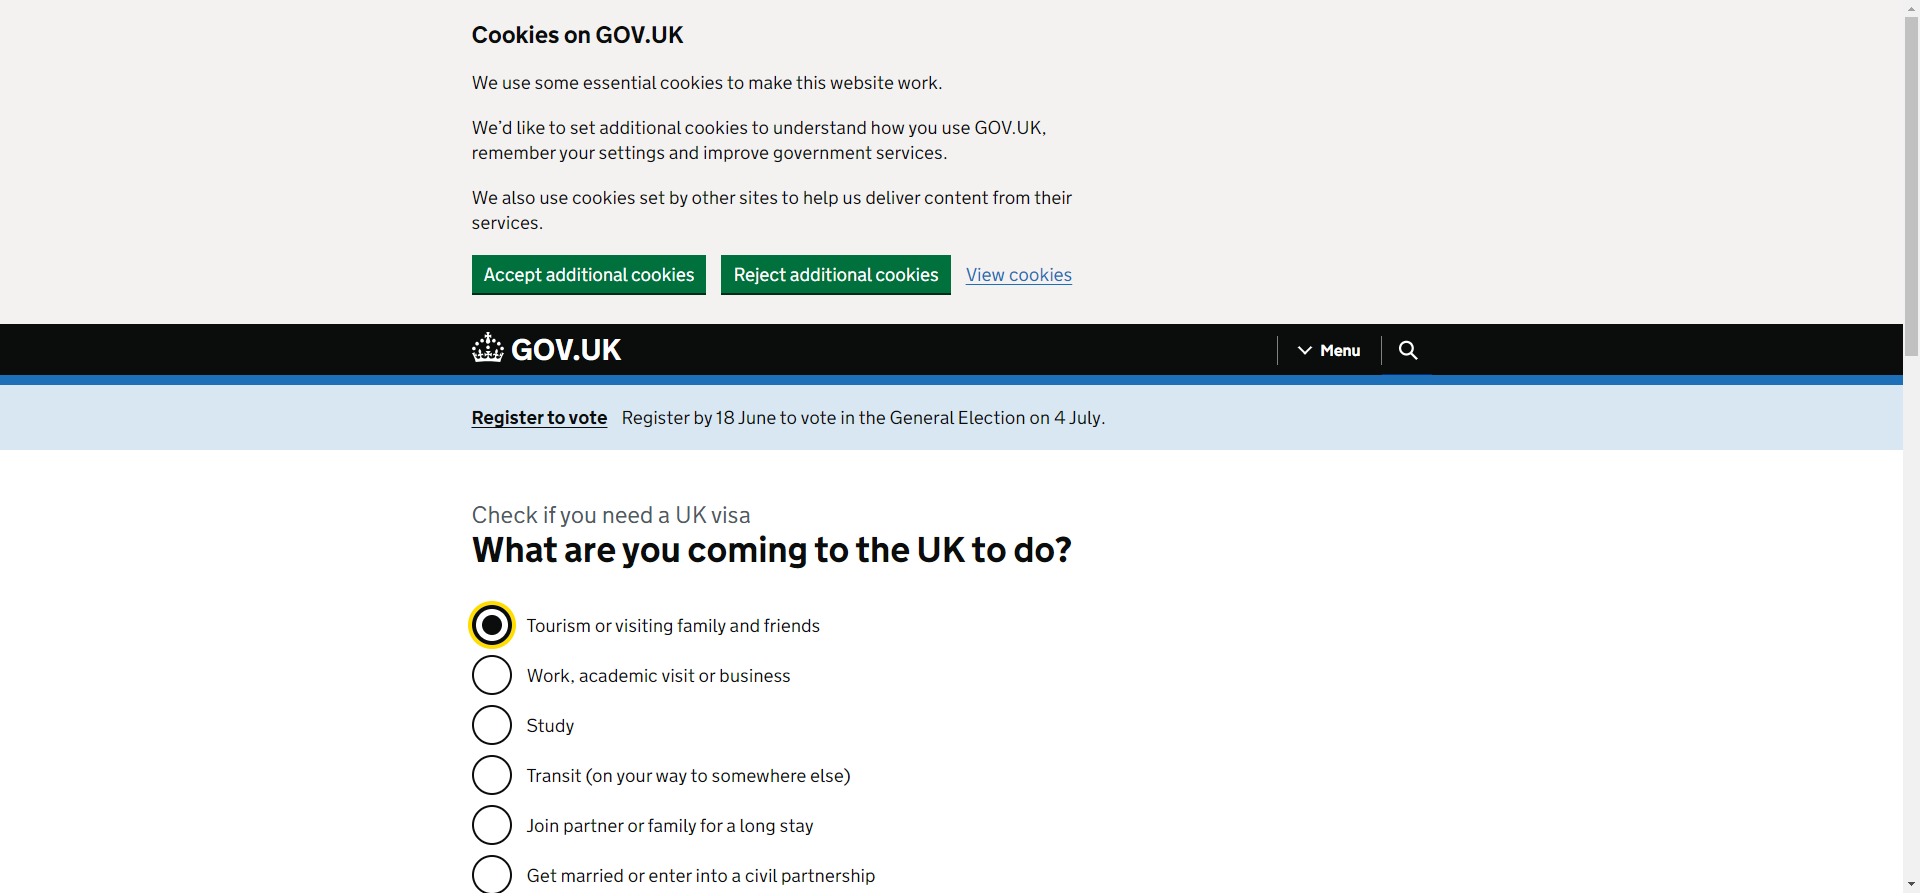 Cookies on GOV.UK
We use some essential cookies to make this website work.
We’d like to set additional cookies to understand how you use GOV.UK,
remember your settings and improve government services.
We also use cookies set by other sites to help us deliver content from their
services.
Accept additional cookies Reject additional cookies View cookies
GOV.UK Menu
Register to vote Register by 18 June to vote in the General Election on 4 July.
Check if you need a UK visa
What are you coming to the UK to do?
Tourism or visiting family and friends
Work, academic visit or business
Study
Transit (on your way to somewhere else)
Join partner or family for a long stay
Get married or enter into a civil partnership